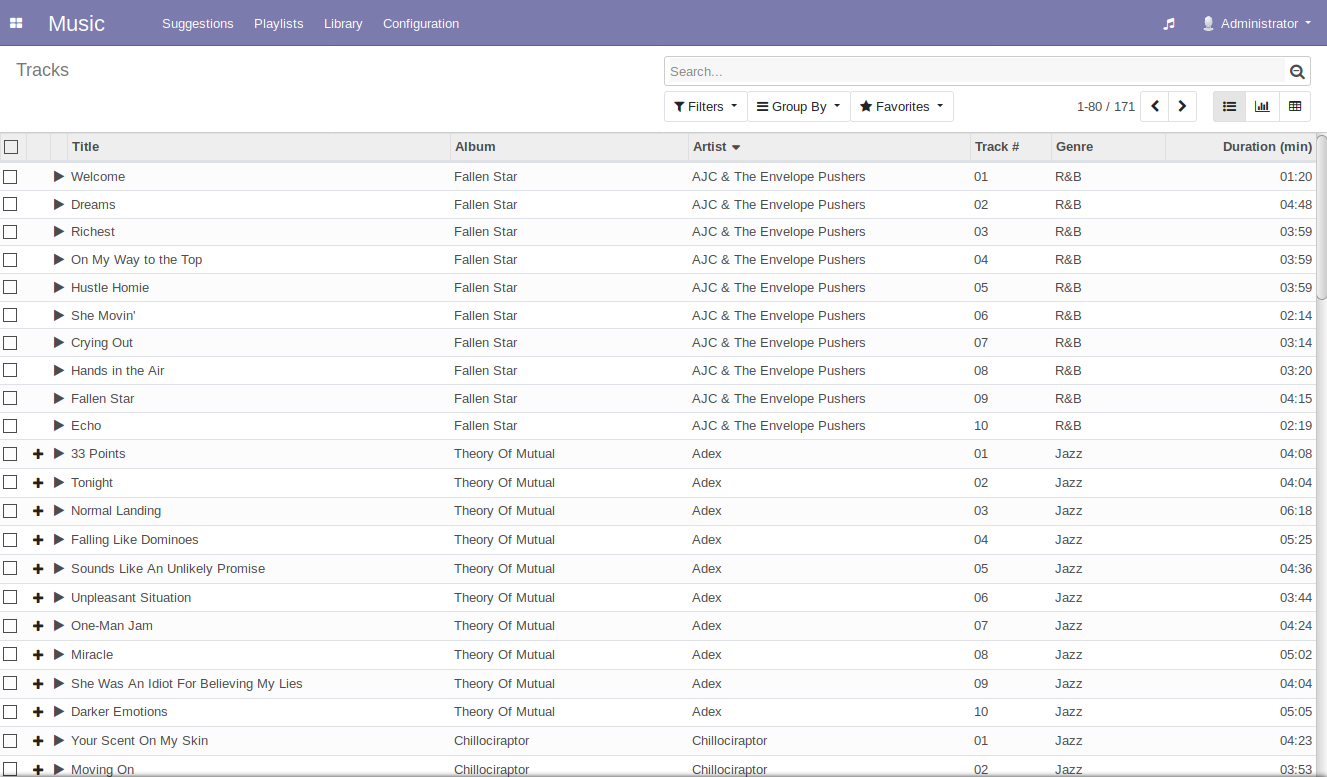 Music Suggestions Playlists Library Configuration Administrator
Tracks
Search...
Filters Group By Favorites 1-80 / 171
Title Album Artist Track # Genre Duration (min)
Welcome Fallen Star AJC & The Envelope Pushers 01 R&B 01:20
Dreams Fallen Star AJC & The Envelope Pushers 02 R&B 04:48
Richest Fallen Star AJC & The Envelope Pushers 03 R&B 03:59
On My Way to the Top Fallen Star AJC & The Envelope Pushers 04 R&B 03:59
Hustle Homie Fallen Star AJC & The Envelope Pushers 05 R&B 03:59
She Movin' Fallen Star AJC & The Envelope Pushers 06 R&B 02:14
Crying Out Fallen Star AJC & The Envelope Pushers 07 R&B 03:14
Hands in the Air Fallen Star AJC & The Envelope Pushers 08 R&B 03:20
Fallen Star Fallen Star AJC & The Envelope Pushers 09 R&B 04:15
Echo Fallen Star AJC & The Envelope Pushers 10 R&B 02:19
33 Points Theory Of Mutual Adex 01 Jazz 04:08
Tonight Theory Of Mutual Adex 02 Jazz 04:04
Normal Landing Theory Of Mutual Adex 03 Jazz 06:18
Falling Like Dominoes Theory Of Mutual Adex 04 Jazz 05:25
Sounds Like An Unlikely Promise Theory Of Mutual Adex 05 Jazz 04:36
Unpleasant Situation Theory Of Mutual Adex 06 Jazz 03:44
One-Man Jam Theory Of Mutual Adex 07 Jazz 04:24
Miracle Theory Of Mutual Adex 08 Jazz 05:02
She Was An Idiot For Believing My Lies Theory Of Mutual Adex 09 Jazz 04:04
Darker Emotions Theory Of Mutual Adex 10 Jazz 05:05
Your Scent On My Skin Chillociraptor Chillociraptor 01 Jazz 04:23
Moving On Chillociraptor Chillociraptor 02 Jazz 03:53